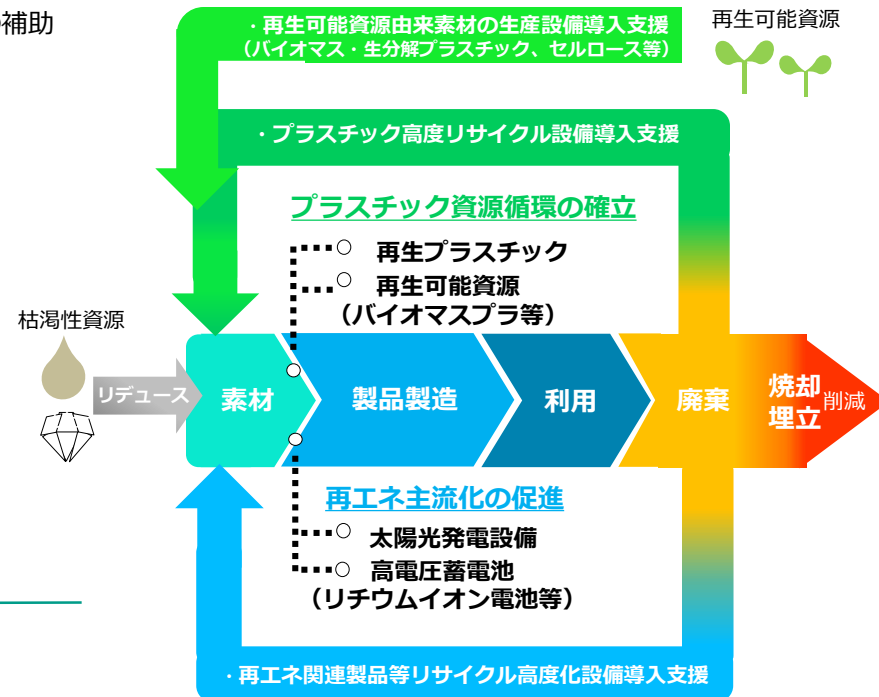 補助
・再生可能資源由来素材の生産設備導入支援
（バイオマス・生分解プラスチック、セルロース等）
再生可能資源
・プラスチック高度リサイクル設備導入支援
プラスチック資源循環の確立
再生プラスチック
再生可能資源
（バイオマスプラ等）
枯渇性資源
リデュース
素材
製品製造
利用
廃棄
焼却
埋立
削減
再エネ主流化の促進
太陽光発電設備
高電圧蓄電池
（リチウムイオン電池等）
・再エネ関連製品等リサイクル高度化設備導入支援